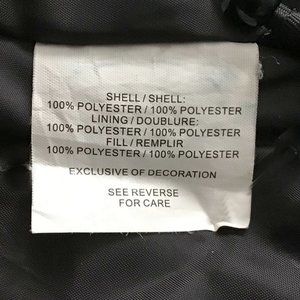 SHELL / SHELL:
100% POLYESTER / 100% POLYESTER
LINING / DOUBLURE:
100% POLYESTER / 100% POLYESTER
FILL / REMPLIR
100% POLYESTER / 100% POLYESTER
EXCLUSIVE OF DECORATION
SEE REVERSE
FOR CARE